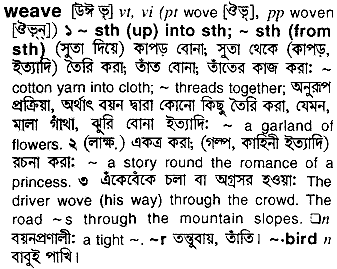 weave [উঈ ভ্] vt, vi (pt wove [ঔভ্], pp woven
[ঔভ্ন্]) ১ ~ sth (up) into sth; ~ sth (from
sth) (সুতা দিয়ে) কাপড় বোনা; সুতা থেকে (কাপড়,
ইত্যাদি) তৈরি করা; তাঁত বোনা; তাঁতের কাজ করা: ~
cotton yarn into cloth; ~ threads together; অনুরূপ
প্রক্রিয়া, অর্থাৎ বয়ন দ্বারা কোনো কিছু তৈরি করা, যেমন,
মালা গাঁথা, ঝুরি বোনা ইত্যাদি: ~ a garland of
flowers. ২ (লাক্ষ.) একত্র করা; (গল্প, কাহিনী ইত্যাদি)
রচনা করা: ~ a story round the romance of a
princess. ৩ এঁকেবেঁকে চলা বা অগ্রসর হওয়া: The
driver wove (his way) through the crowd. The
road ~s through the mountain slopes. □n
বয়নপ্রণালী: a tight ~. ~r তন্তুবায়, তাঁতি। ~·bird n
বাবুই পাখি।